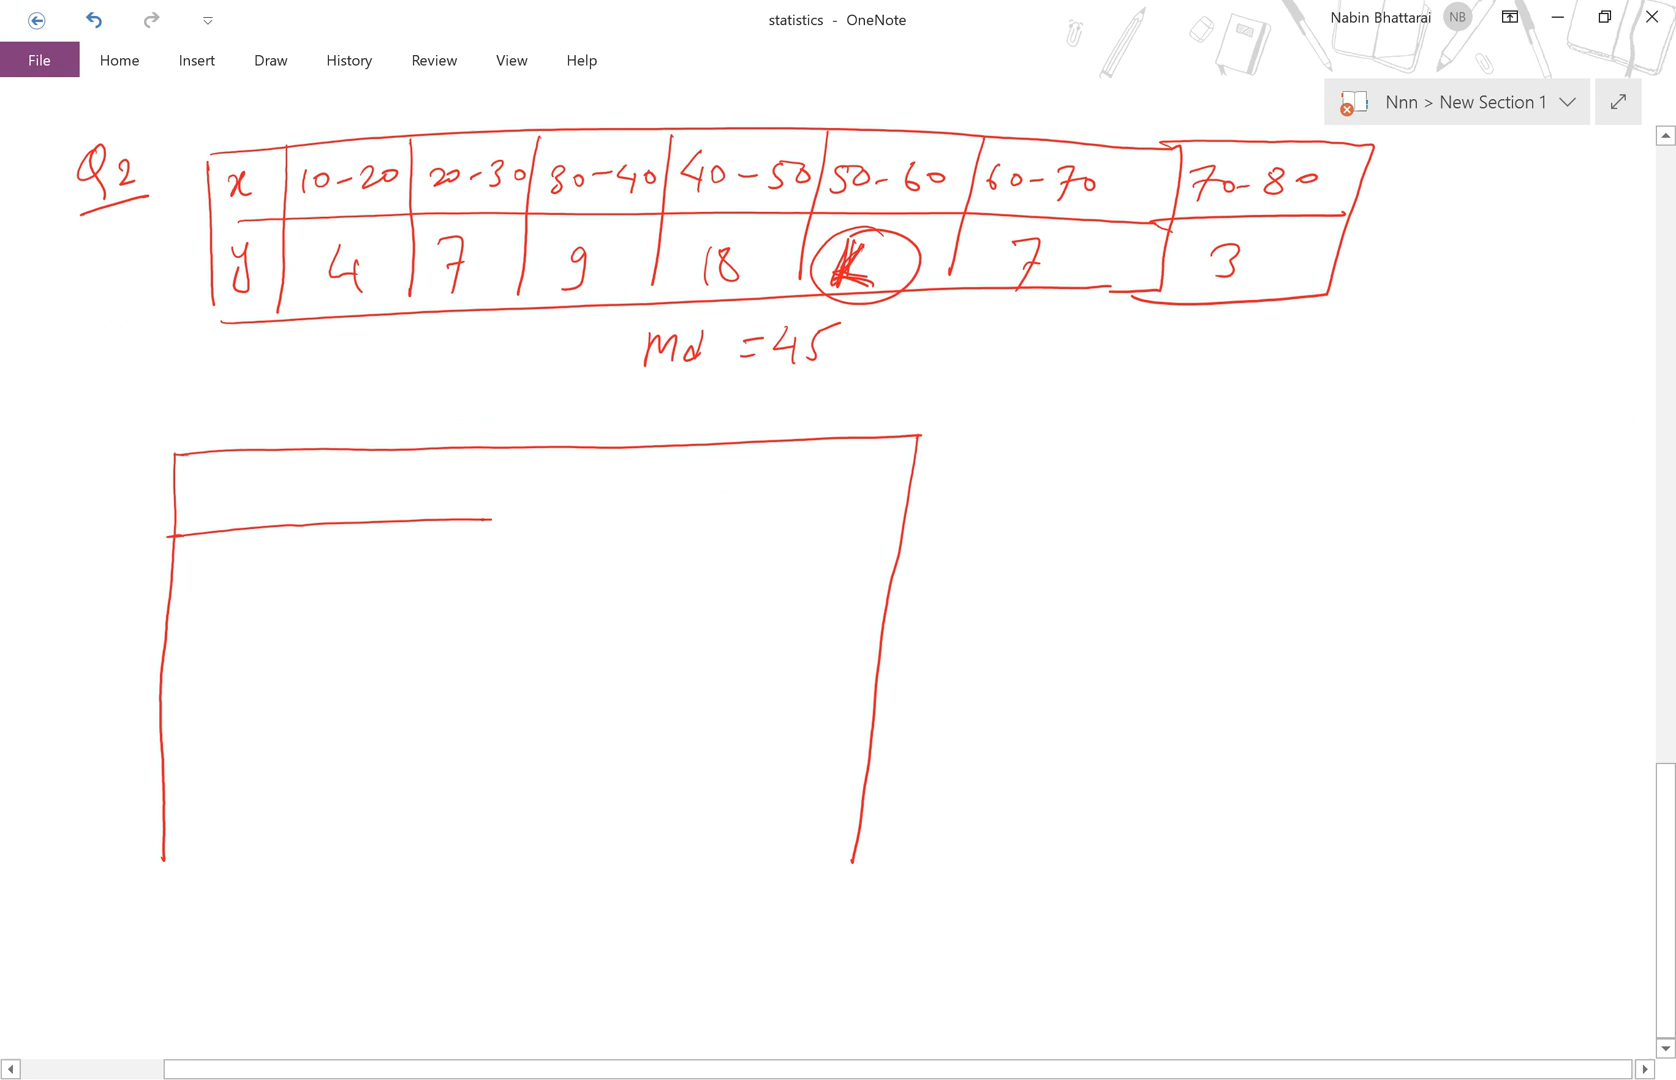 statistics - OneNote
Nabin Bhattarai NB
File Home Insert Draw History Review View Help
Nnn > New Section 1
Q2
x 10-20 20-30 30-40 40-50 50-60 60-70 70-80
y 4 7 9 18 k 7 3
Md = 45